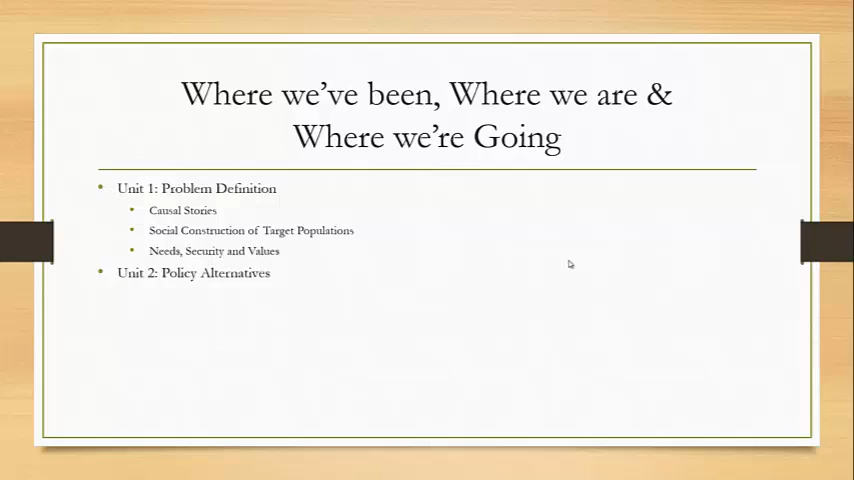 Where we've been, Where we are &
Where we're Going
Unit 1: Problem Definition
Causal Stories
Social Construction of Target Populations
Needs, Security and Values
Unit 2: Policy Alternatives